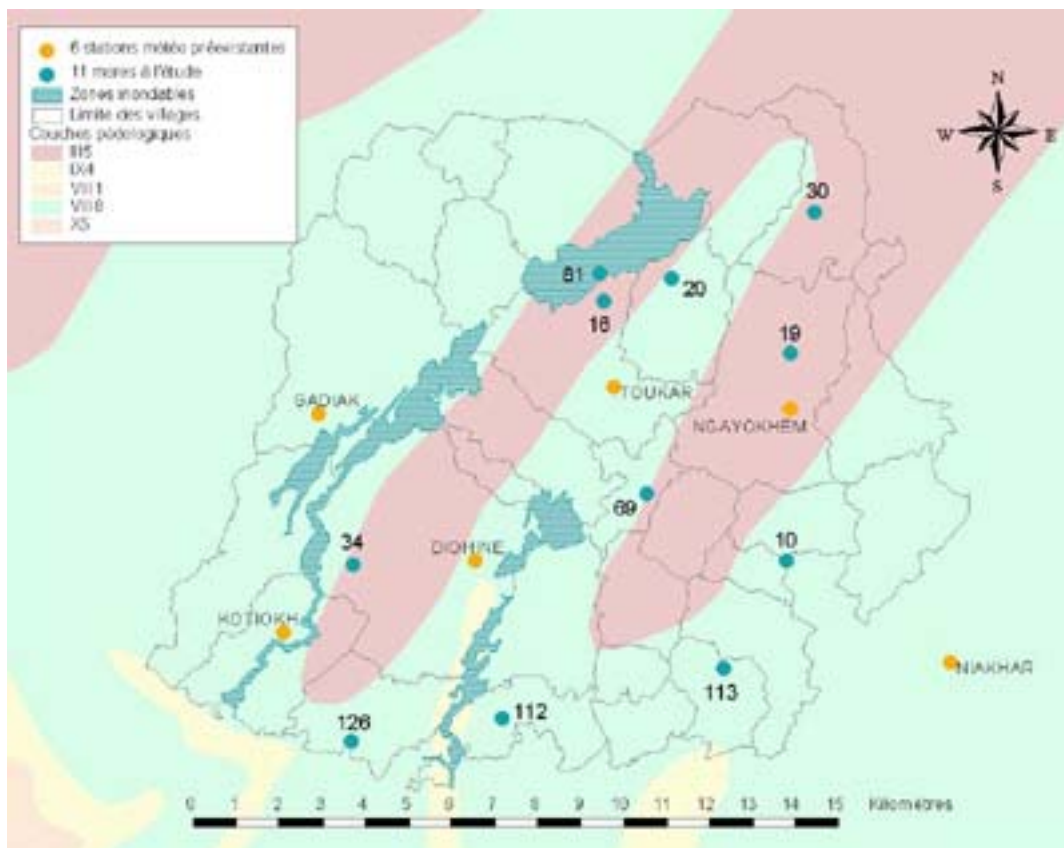 6 stations météo préexistantes
11 mares à l'étude
Zones inondables
Limite des villages
Couches pédologiques
III5
IX4
VIII1
VIII6
X5
N
W E
S
30
81
20
16
19
TOUKAR
GADIAK
NGAYOKHEM
69
34
DIOHINE
10
KOTIOKH
NIAKHAR
113
126
112
0 1 2 3 4 5 6 7 8 9 10 11 12 13 14 15 Kilomètres